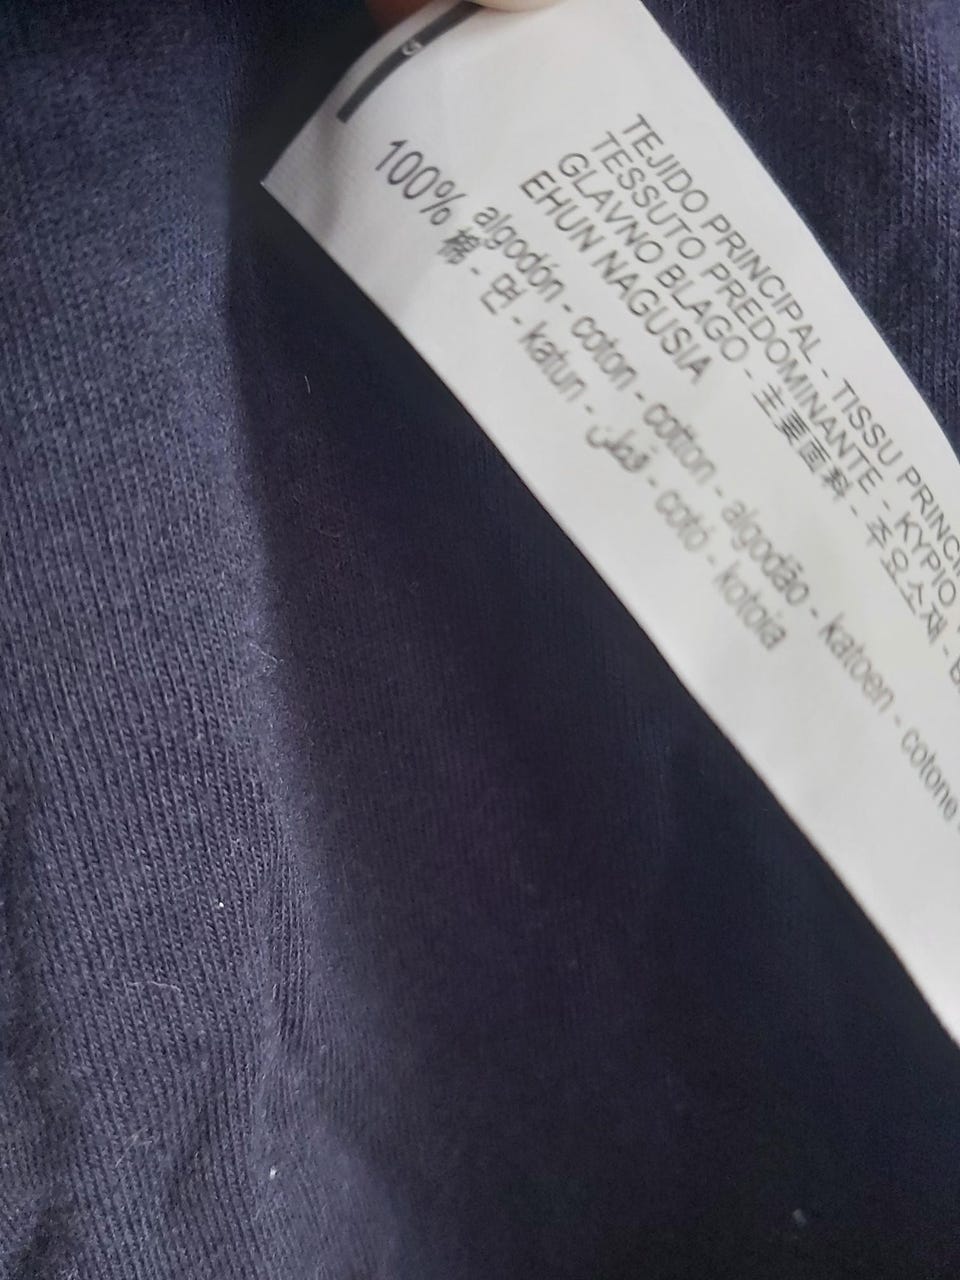 TEJIDO PRINCIPAL - TISSU PRINCI
TESSUTO PREDOMINANTE - ΚΥΡΙΟ
GLAVNO BLAGO - 主要面料 - 주요소재 -
EHUN NAGUSIA
100% algodón - coton - cotton - algodão - katoen - cotone
棉 - 면 - katun - قطن - cotó - kotoia